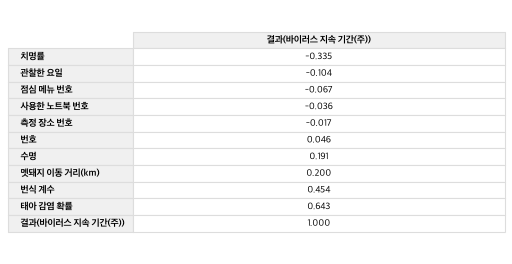 결과(바이러스 지속 기간(주))
치명률 -0.335
관찰한 요일 -0.104
점심 메뉴 번호 -0.067
사용한 노트북 번호 -0.036
측정 장소 번호 -0.017
번호 0.046
수명 0.191
멧돼지 이동 거리(km) 0.200
번식 계수 0.454
태아 감염 확률 0.643
결과(바이러스 지속 기간(주)) 1.000